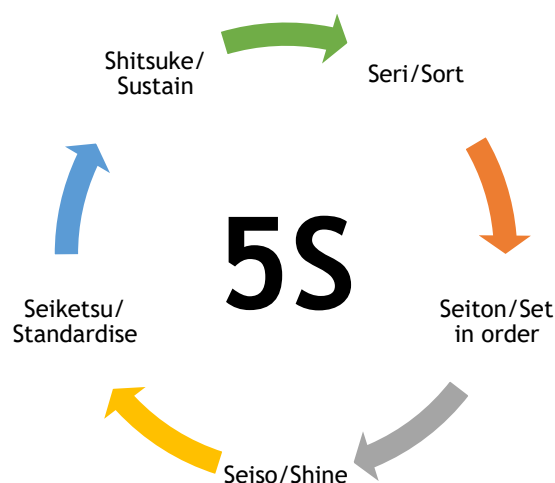 Shitsuke/
Sustain
Seri/Sort
5S
Seiketsu/
Standardise
Seiton/Set
in order
Seiso/Shine